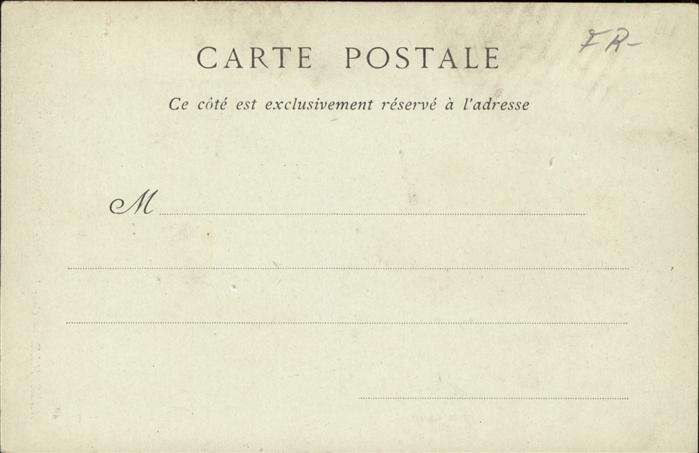 FR-
CARTE POSTALE
Ce côté est exclusivement réservé à l'adresse
M